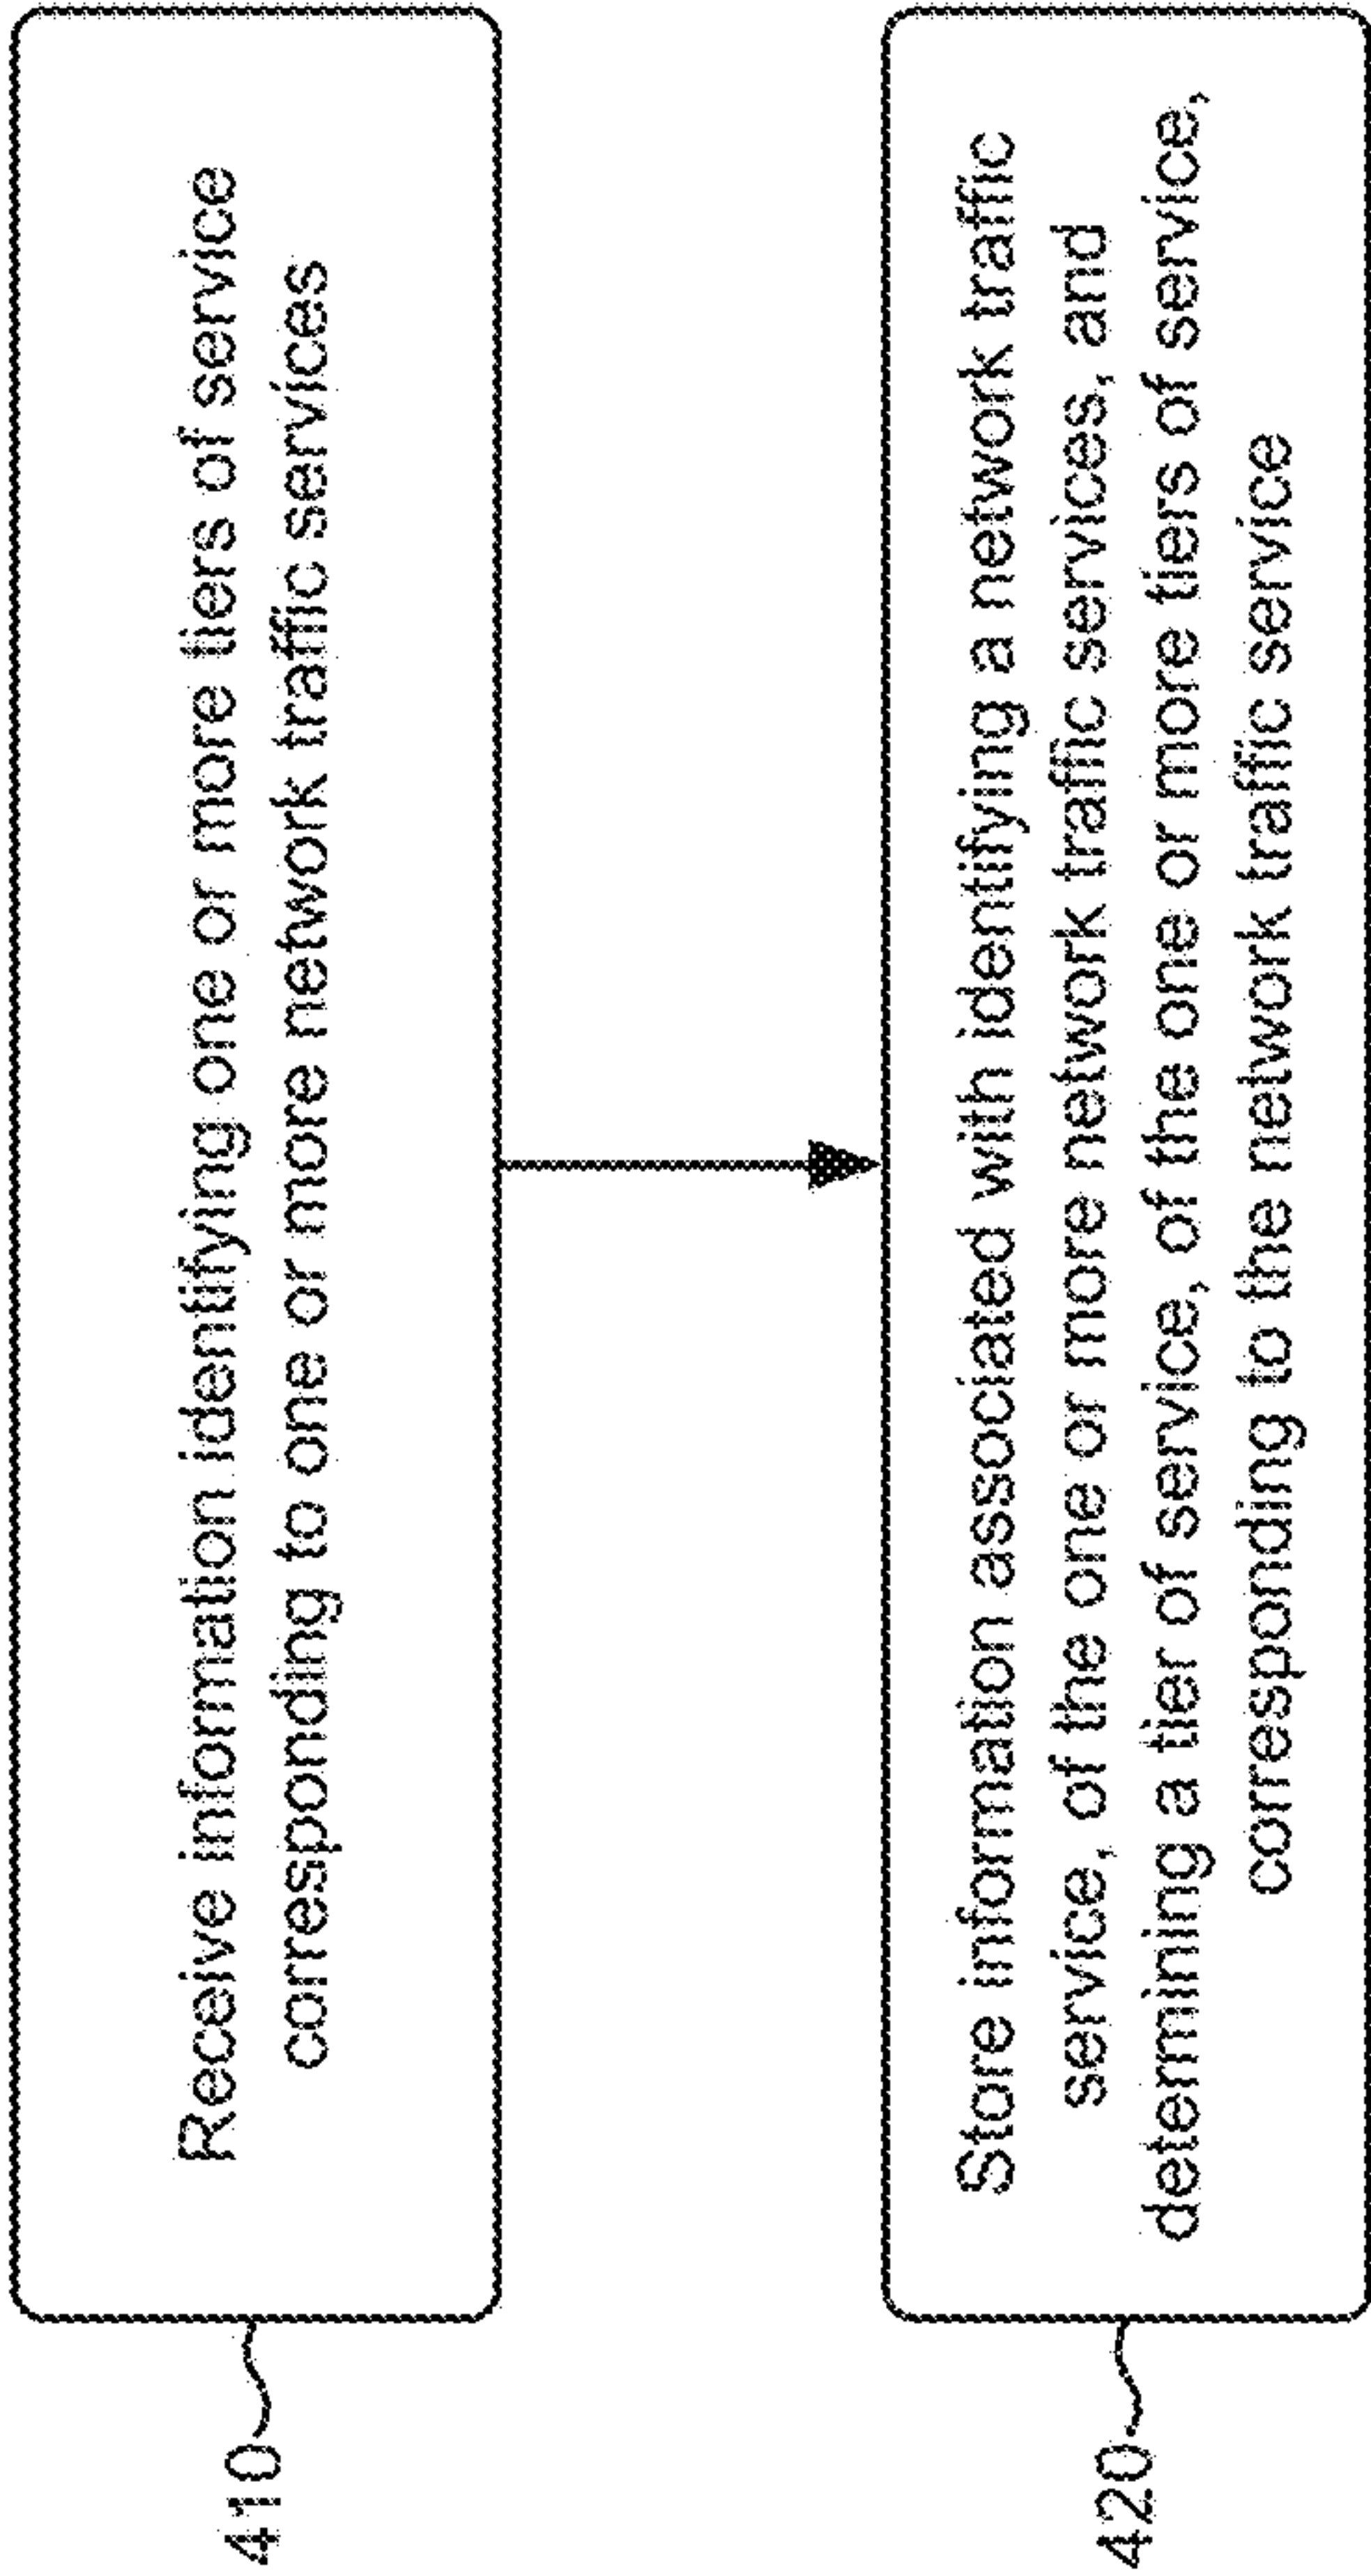 410
Receive information identifying one or more tiers of service
corresponding to one or more network traffic services
420
Store information associated with identifying a network traffic
service, of the one or more network traffic services, and
determining a tier of service, of the one or more tiers of service,
corresponding to the network traffic service